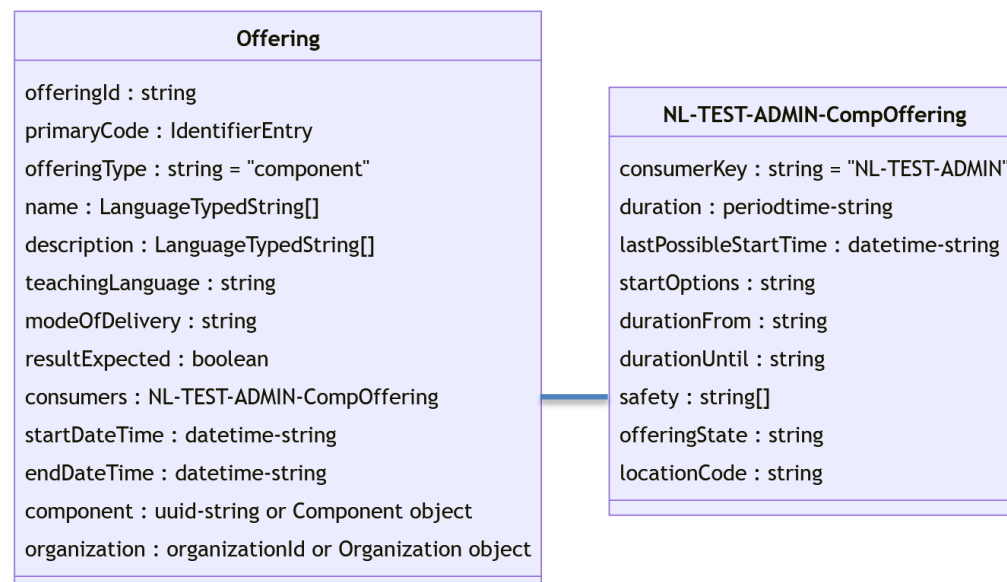 Offering
offeringId : string
primaryCode : IdentifierEntry
offeringType : string = "component"
name : LanguageTypedString[]
description : LanguageTypedString[]
teachingLanguage : string
modeOfDelivery : string
resultExpected : boolean
consumers : NL-TEST-ADMIN-CompOffering
startDateTime : datetime-string
endDateTime : datetime-string
component : uuid-string or Component object
organization : organizationId or Organization object
NL-TEST-ADMIN-CompOffering
consumerKey : string = "NL-TEST-ADMIN"
duration : periodtime-string
lastPossibleStartTime : datetime-string
startOptions : string
durationFrom : string
durationUntil : string
safety : string[]
offeringState : string
locationCode : string